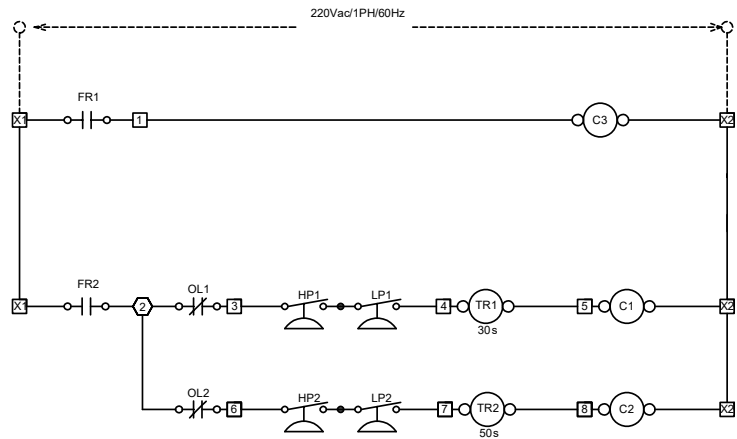 220Vac/1PH/60Hz
FR1
X1 1 C3 X2
FR2 OL1 HP1 LP1
X1 2 3 4 TR1 5 C1 X2
30s
OL2 HP2 LP2
6 7 TR2 8 C2 X2
50s